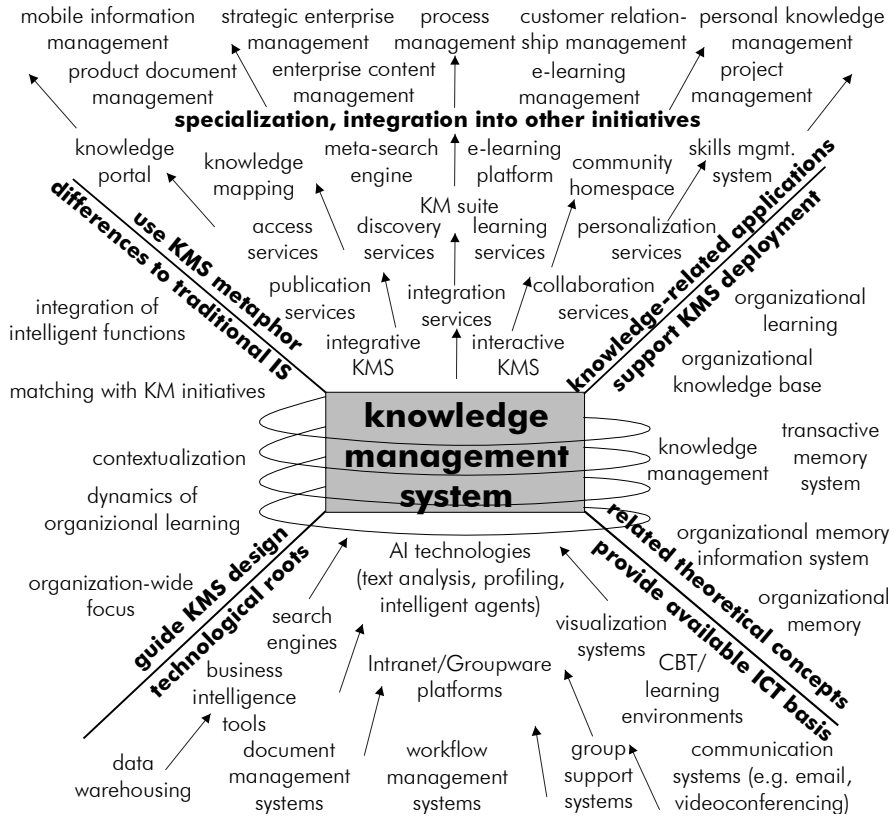 mobile information
management
strategic enterprise
management
process
management
customer relation-
ship management
personal knowledge
management
product document
management
enterprise content
management
e-learning
management
project
management
specialization, integration into other initiatives
knowledge
portal
knowledge
mapping
meta-search
engine
e-learning
platform
community
homespace
skills mgmt.
system
KM suite
access
services
discovery
services
learning
services
personalization
services
publication
services
integration
services
collaboration
services
integrative
KMS
interactive
KMS
use KMS metaphor
differences to traditional IS
knowledge-related applications
support KMS deployment
integration of
intelligent functions
matching with KM initiatives
contextualization
dynamics of
organizional learning
organization-wide
focus
knowledge
management
system
organizational
learning
organizational
knowledge base
knowledge
management
transactive
memory
system
organizational memory
information system
organizational
memory
guide KMS design
technological roots
related theoretical concepts
provide available ICT basis
AI technologies
(text analysis, profiling,
intelligent agents)
search
engines
visualization
systems
business
intelligence
tools
Intranet/Groupware
platforms
CBT/
learning
environments
data
warehousing
document
management
systems
workflow
management
systems
group
support
systems
communication
systems (e.g. email,
videoconferencing)